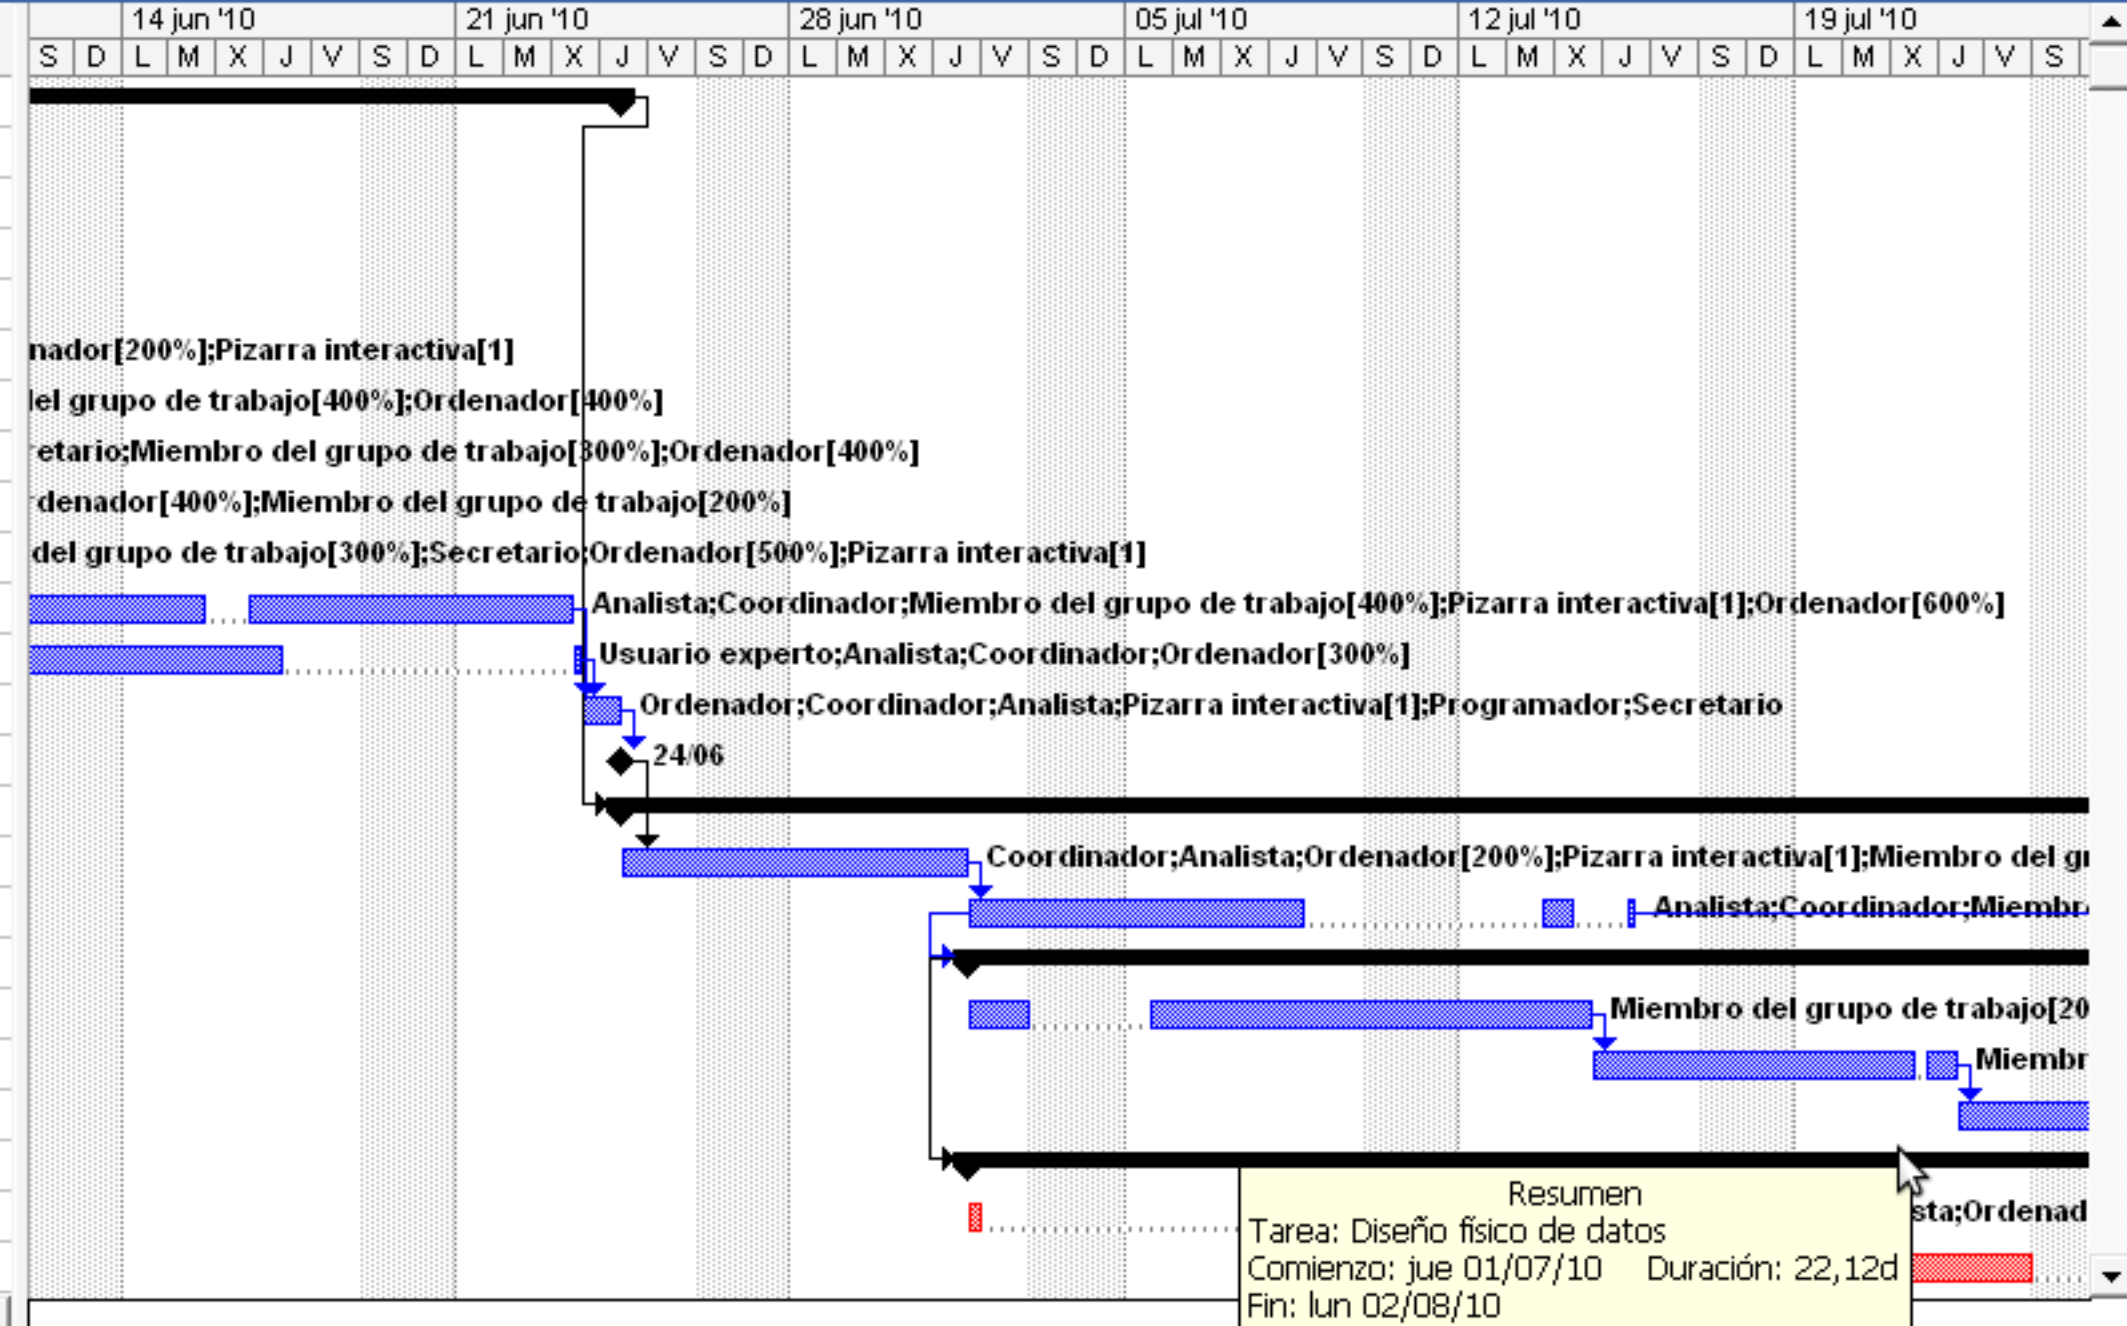 14 jun '10 21 jun '10 28 jun '10 05 jul '10 12 jul '10 19 jul '10
S D L M X J V S D L M X J V S D L M X J V S D L M X J V S D L M X J V S D L M X J V S
nador[200%];Pizarra interactiva[1]
del grupo de trabajo[400%];Ordenador[400%]
retario;Miembro del grupo de trabajo[300%];Ordenador[400%]
rdenador[400%];Miembro del grupo de trabajo[200%]
del grupo de trabajo[300%];Secretario;Ordenador[500%];Pizarra interactiva[1]
Analista;Coordinador;Miembro del grupo de trabajo[400%];Pizarra interactiva[1];Ordenador[600%]
Usuario experto;Analista;Coordinador;Ordenador[300%]
Ordenador;Coordinador;Analista;Pizarra interactiva[1];Programador;Secretario
24/06
Coordinador;Analista;Ordenador[200%];Pizarra interactiva[1];Miembro del gr
Analista;Coordinador;Miembr
Miembro del grupo de trabajo[20
Miembr
Resumen
Tarea: Diseño físico de datos
sta;Ordenad
Comienzo: jue 01/07/10 Duración: 22,12d
Fin: lun 02/08/10